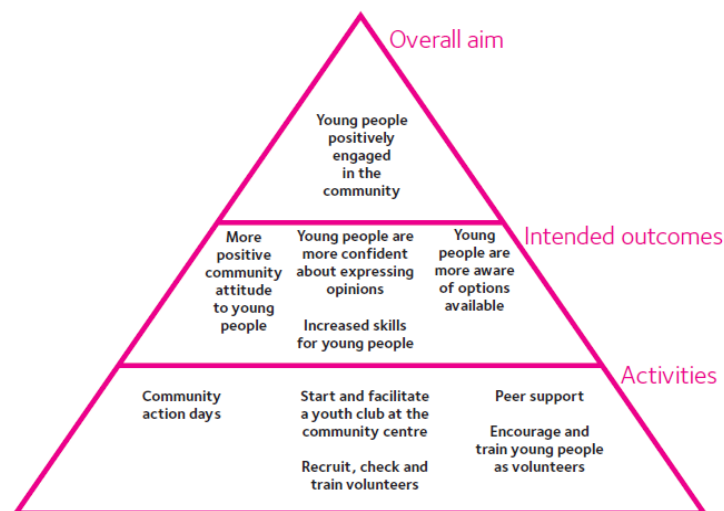 Overall aim
Young people
positively
engaged
in the
community
Intended outcomes
More
positive
community
attitude
to young
people
Young people are
more confident
about expressing
opinions
Increased skills
for young people
Young
people are
more aware
of options
available
Activities
Community
action days
Start and facilitate
a youth club at the
community centre
Recruit, check and
train volunteers
Peer support
Encourage and
train young people
as volunteers